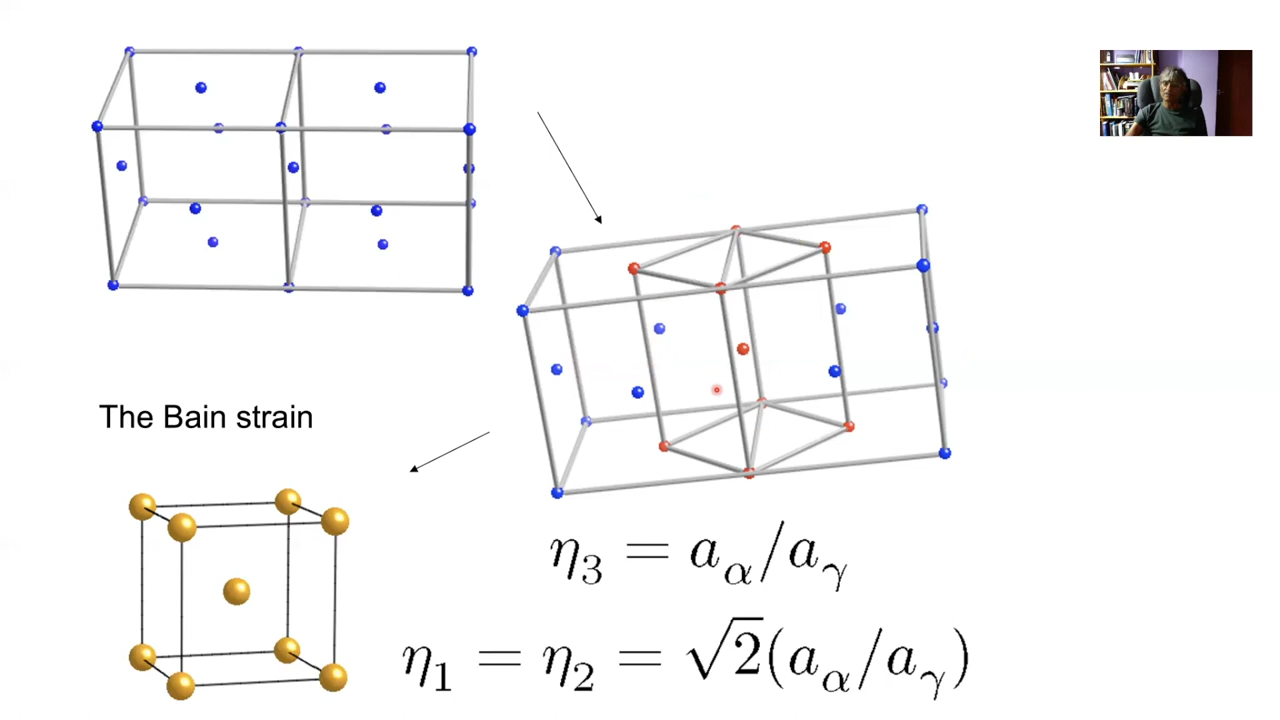 The Bain strain
η₃ = a_α/a_γ
η₁ = η₂ = √2(a_α/a_γ)